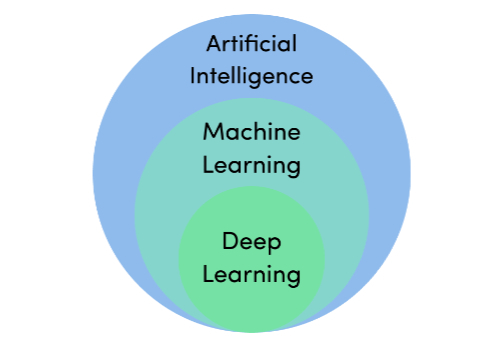 Artificial
Intelligence
Machine
Learning
Deep
Learning